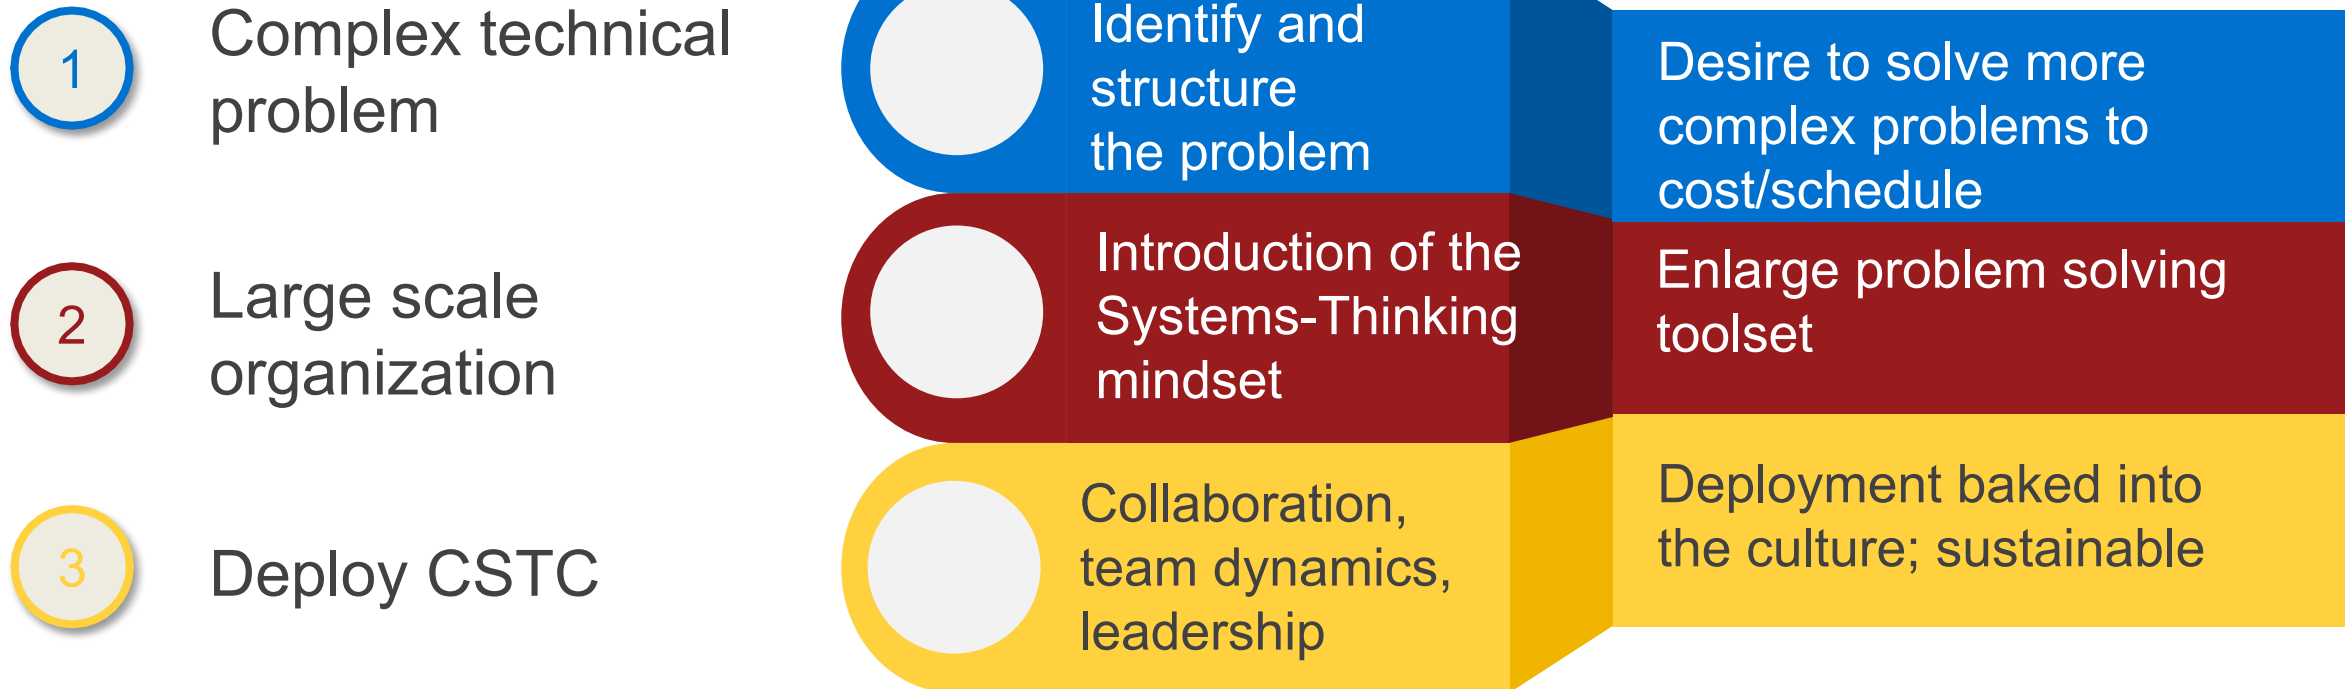 1
Complex technical
problem
Identify and
structure
the problem
Desire to solve more
complex problems to
cost/schedule
2
Large scale
organization
Introduction of the
Systems-Thinking
mindset
Enlarge problem solving
toolset
3
Deploy CSTC
Collaboration,
team dynamics,
leadership
Deployment baked into
the culture; sustainable